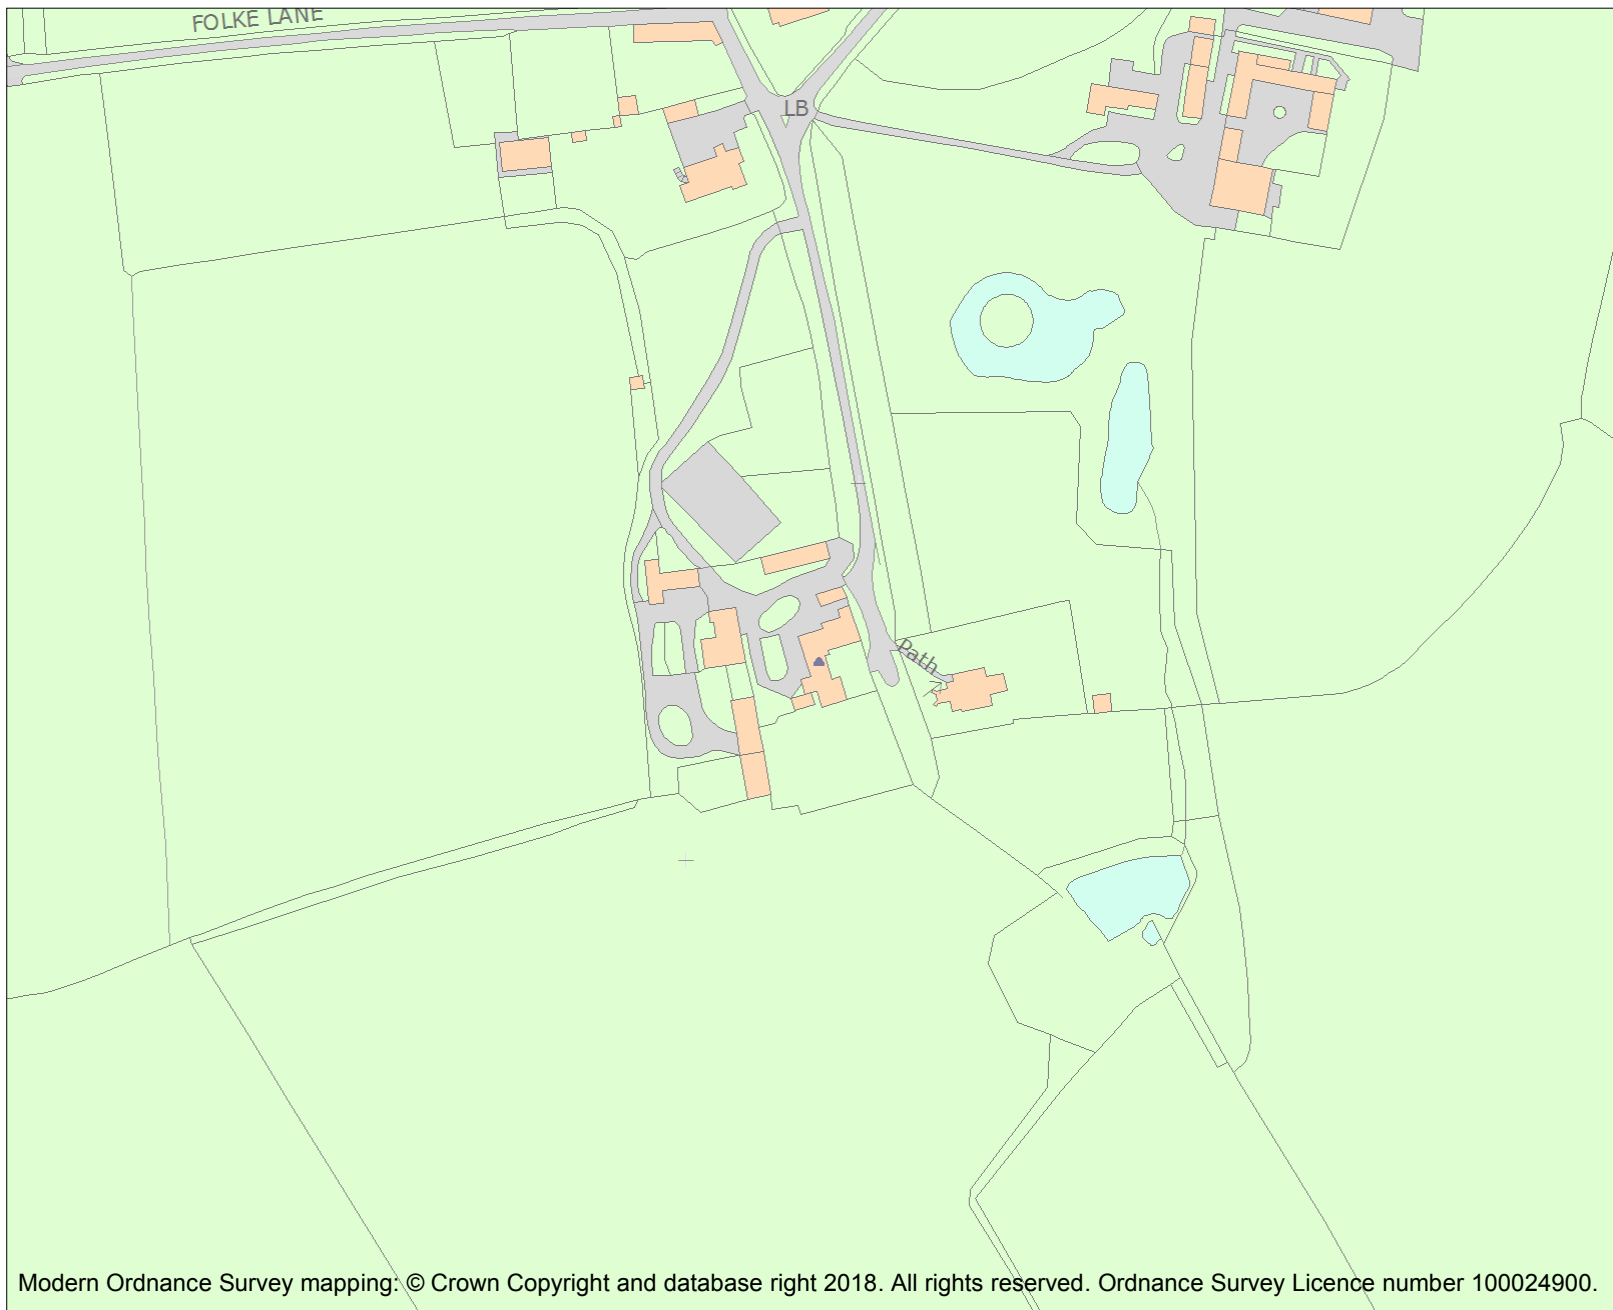 FOLKE LANE
LB
Path
Modern Ordnance Survey mapping: © Crown Copyright and database right 2018. All rights reserved. Ordnance Survey Licence number 100024900.